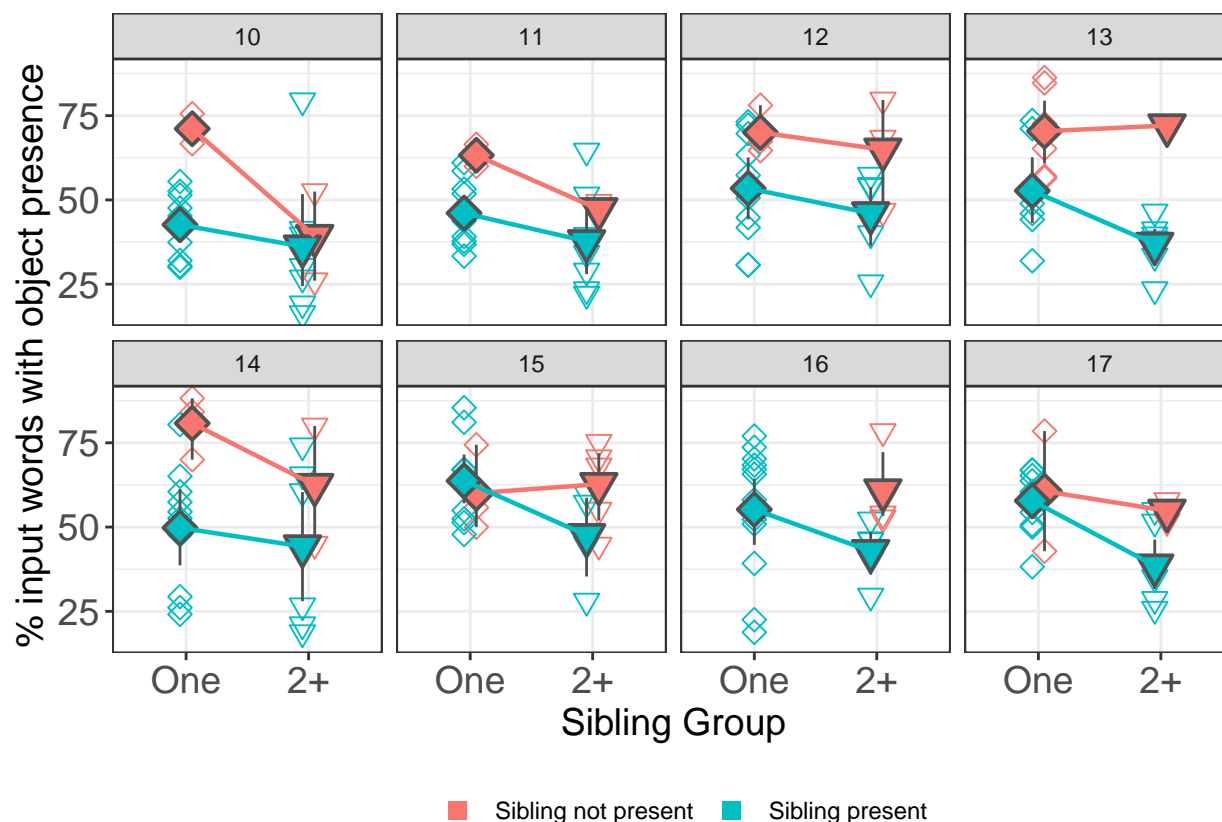 % input words with object presence
10 11 12 13
75
50
25
14 15 16 17
75
50
25
One 2+ One 2+ One 2+ One 2+
Sibling Group
Sibling not present Sibling present